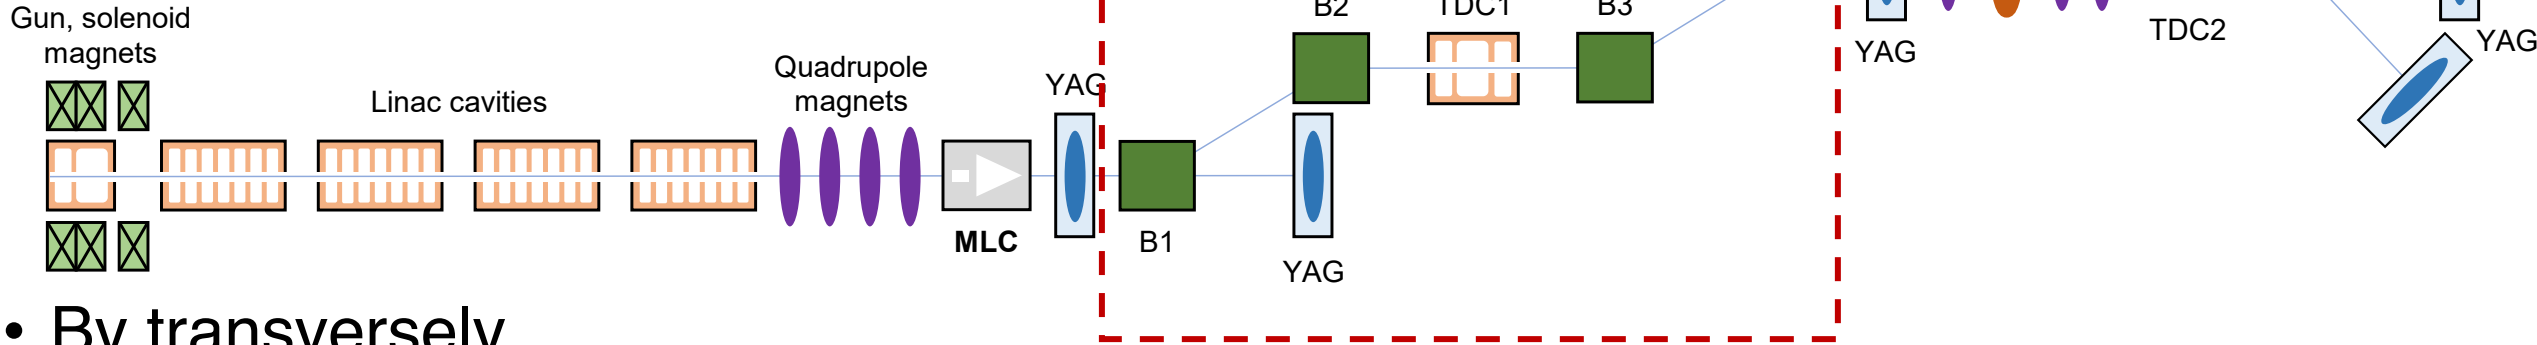 Gun, solenoid
magnets
Linac cavities
Quadrupole
magnets
MLC
YAG
B1
YAG
B2
TDC1
B3
YAG
TDC2
YAG
• By transversely